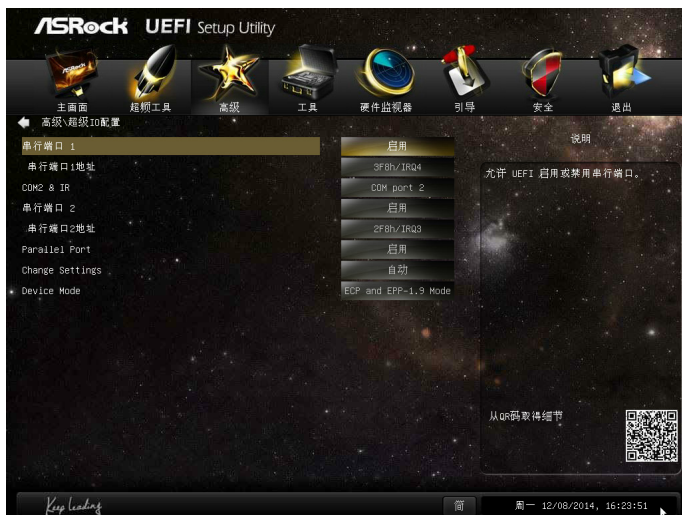 ASRock UEFI Setup Utility
主画面 超频工具 高级 工具 硬件监视器 引导 安全 退出
高级\超级IO配置
说明
串行端口 1 启用
串行端口1地址 3F8h/IRQ4
允许 UEFI 启用或禁用串行端口。
COM2 & IR COM port 2
串行端口 2 启用
串行端口2地址 2F8h/IRQ3
Parallel Port 启用
Change Settings 自动
Device Mode ECP and EPP-1.9 Mode
从QR码取得细节
Keep Leading
简
周一 12/08/2014, 16:23:51